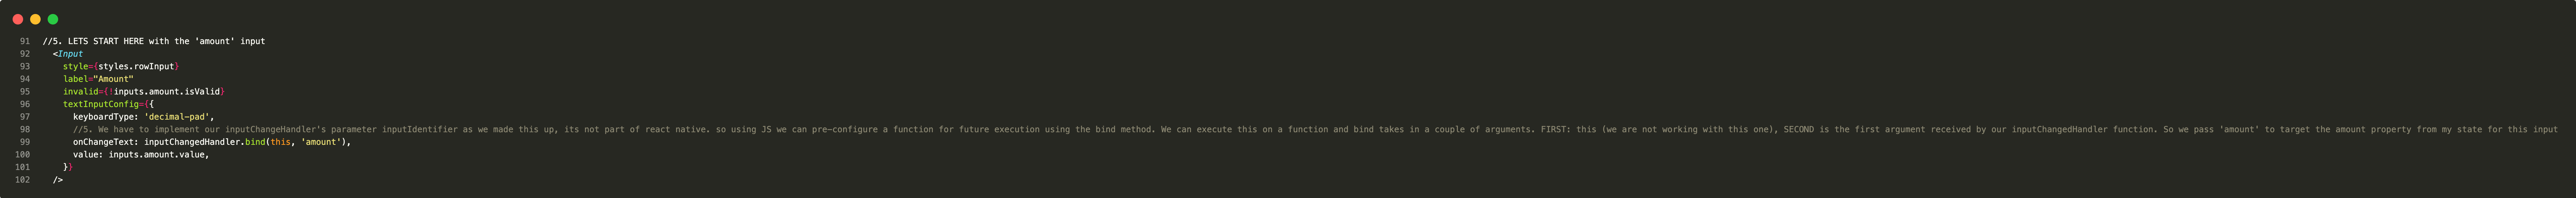 91 //5. LETS START HERE with the 'amount' input
92 <Input
93 style={styles.rowInput}
94 label="Amount"
95 invalid={!inputs.amount.isValid}
96 textInputConfig={{
97 keyboardType: 'decimal-pad',
98 //5. We have to implement our inputChangeHandler's parameter inputIdentifier as we made this up, its not part of react native. so using JS we can pre-configure a function for future execution using the bind method. We can execute this on a function and bind takes in a couple of arguments. FIRST: this (we are not working with this one), SECOND is the first argument received by our inputChangedHandler function. So we pass 'amount' to target the amount property from my state for this input
99 onChangeText: inputChangedHandler.bind(this, 'amount'),
100 value: inputs.amount.value,
101 }}
102 />